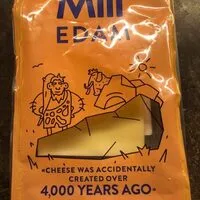 Mill
EDAM
•CHEESE WAS ACCIDENTALLY
CREATED OVER
4,000 YEARS AGO•